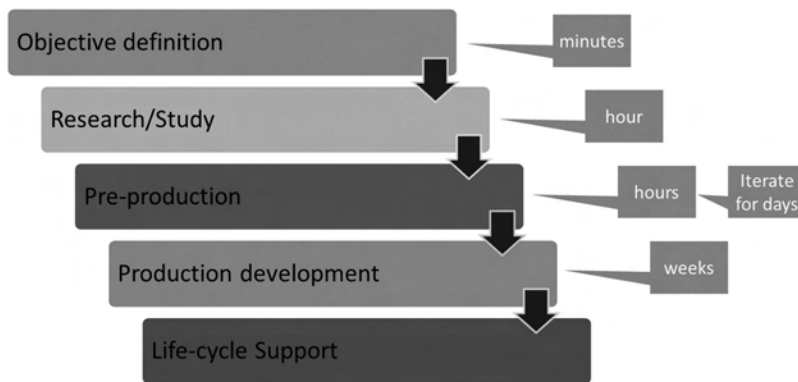 Objective definition
minutes
Research/Study
hour
Pre-production
hours
Iterate
for days
Production development
weeks
Life-cycle Support